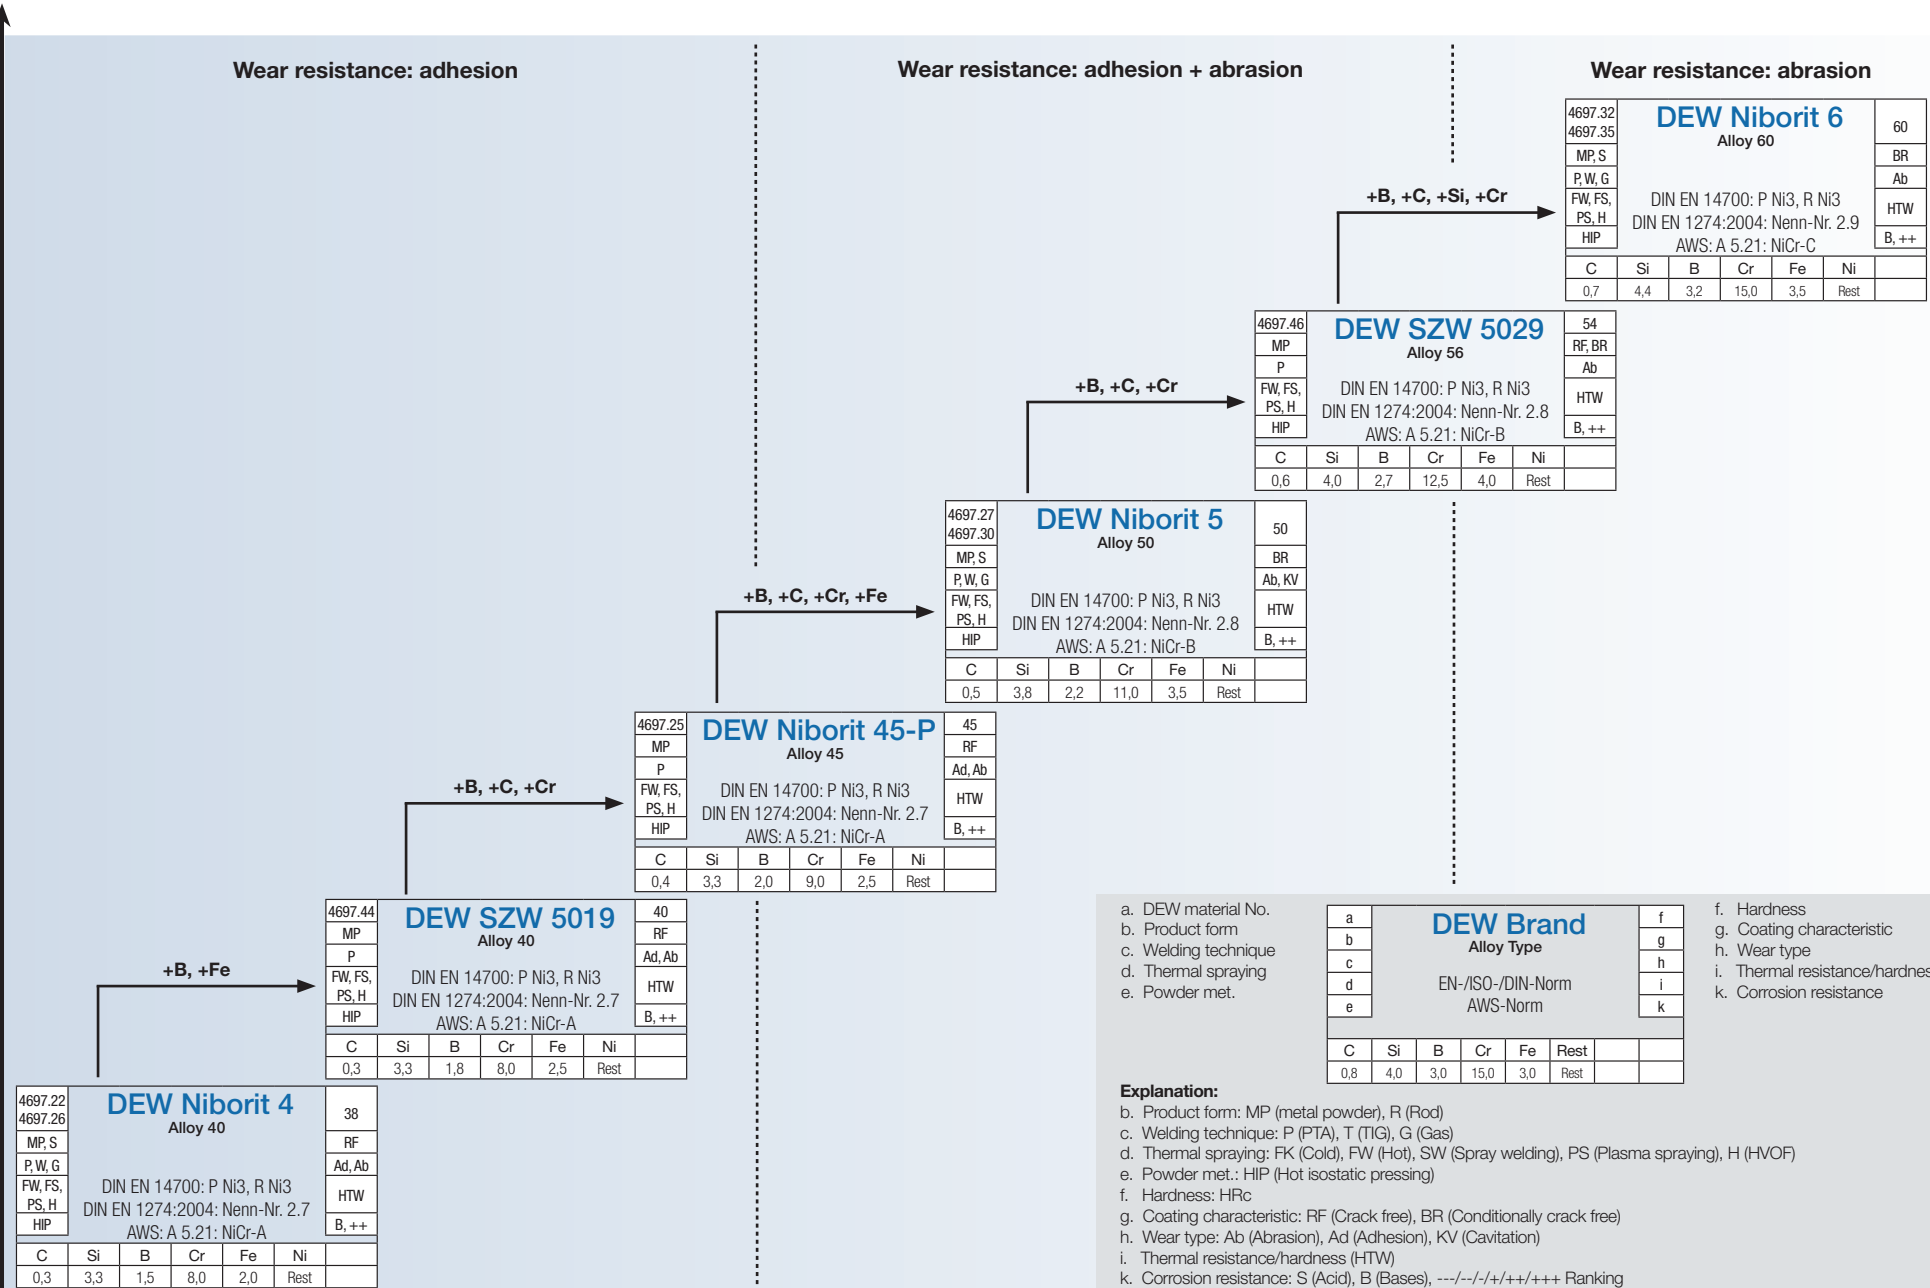 Wear resistance: adhesion
Wear resistance: adhesion + abrasion
Wear resistance: abrasion
4697.32
4697.35
MP, S
P, W, G
FW, FS,
PS, H
HIP
DEW Niborit 6
Alloy 60
DIN EN 14700: P Ni3, R Ni3
DIN EN 1274:2004: Nenn-Nr. 2.9
AWS: A 5.21: NiCr-C
60
BR
Ab
HTW
B, ++
C Si B Cr Fe Ni
0,7 4,4 3,2 15,0 3,5 Rest
+B, +C, +Si, +Cr
4697.46
MP
P
FW, FS,
PS, H
HIP
DEW SZW 5029
Alloy 56
DIN EN 14700: P Ni3, R Ni3
DIN EN 1274:2004: Nenn-Nr. 2.8
AWS: A 5.21: NiCr-B
54
RF, BR
Ab
HTW
B, ++
C Si B Cr Fe Ni
0,6 4,0 2,7 12,5 4,0 Rest
+B, +C, +Cr
4697.27
4697.30
MP, S
P, W, G
FW, FS,
PS, H
HIP
DEW Niborit 5
Alloy 50
DIN EN 14700: P Ni3, R Ni3
DIN EN 1274:2004: Nenn-Nr. 2.8
AWS: A 5.21: NiCr-B
50
BR
Ab, KV
HTW
B, ++
C Si B Cr Fe Ni
0,5 3,8 2,2 11,0 3,5 Rest
+B, +C, +Cr, +Fe
4697.25
MP
P
FW, FS,
PS, H
HIP
DEW Niborit 45-P
Alloy 45
DIN EN 14700: P Ni3, R Ni3
DIN EN 1274:2004: Nenn-Nr. 2.7
AWS: A 5.21: NiCr-A
45
RF
Ad, Ab
HTW
B, ++
C Si B Cr Fe Ni
0,4 3,3 2,0 9,0 2,5 Rest
+B, +C, +Cr
4697.44
MP
P
FW, FS,
PS, H
HIP
DEW SZW 5019
Alloy 40
DIN EN 14700: P Ni3, R Ni3
DIN EN 1274:2004: Nenn-Nr. 2.7
AWS: A 5.21: NiCr-A
40
RF
Ad, Ab
HTW
B, ++
C Si B Cr Fe Ni
0,3 3,3 1,8 8,0 2,5 Rest
+B, +Fe
4697.22
4697.26
MP, S
P, W, G
FW, FS,
PS, H
HIP
DEW Niborit 4
Alloy 40
DIN EN 14700: P Ni3, R Ni3
DIN EN 1274:2004: Nenn-Nr. 2.7
AWS: A 5.21: NiCr-A
38
RF
Ad, Ab
HTW
B, ++
C Si B Cr Fe Ni
0,3 3,3 1,5 8,0 2,0 Rest
a. DEW material No.
b. Product form
c. Welding technique
d. Thermal spraying
e. Powder met.
a
b
c
d
e
DEW Brand
Alloy Type
EN-/ISO-/DIN-Norm
AWS-Norm
f
g
h
i
k
C Si B Cr Fe Rest
0,8 4,0 3,0 15,0 3,0 Rest
f. Hardness
g. Coating characteristic
h. Wear type
i. Thermal resistance/hardnes
k. Corrosion resistance
Explanation:
b. Product form: MP (metal powder), R (Rod)
c. Welding technique: P (PTA), T (TIG), G (Gas)
d. Thermal spraying: FK (Cold), FW (Hot), SW (Spray welding), PS (Plasma spraying), H (HVOF)
e. Powder met.: HIP (Hot isostatic pressing)
f. Hardness: HRc
g. Coating characteristic: RF (Crack free), BR (Conditionally crack free)
h. Wear type: Ab (Abrasion), Ad (Adhesion), KV (Cavitation)
i. Thermal resistance/hardness (HTW)
k. Corrosion resistance: S (Acid), B (Bases), ---/--/-/+/++/+++ Ranking